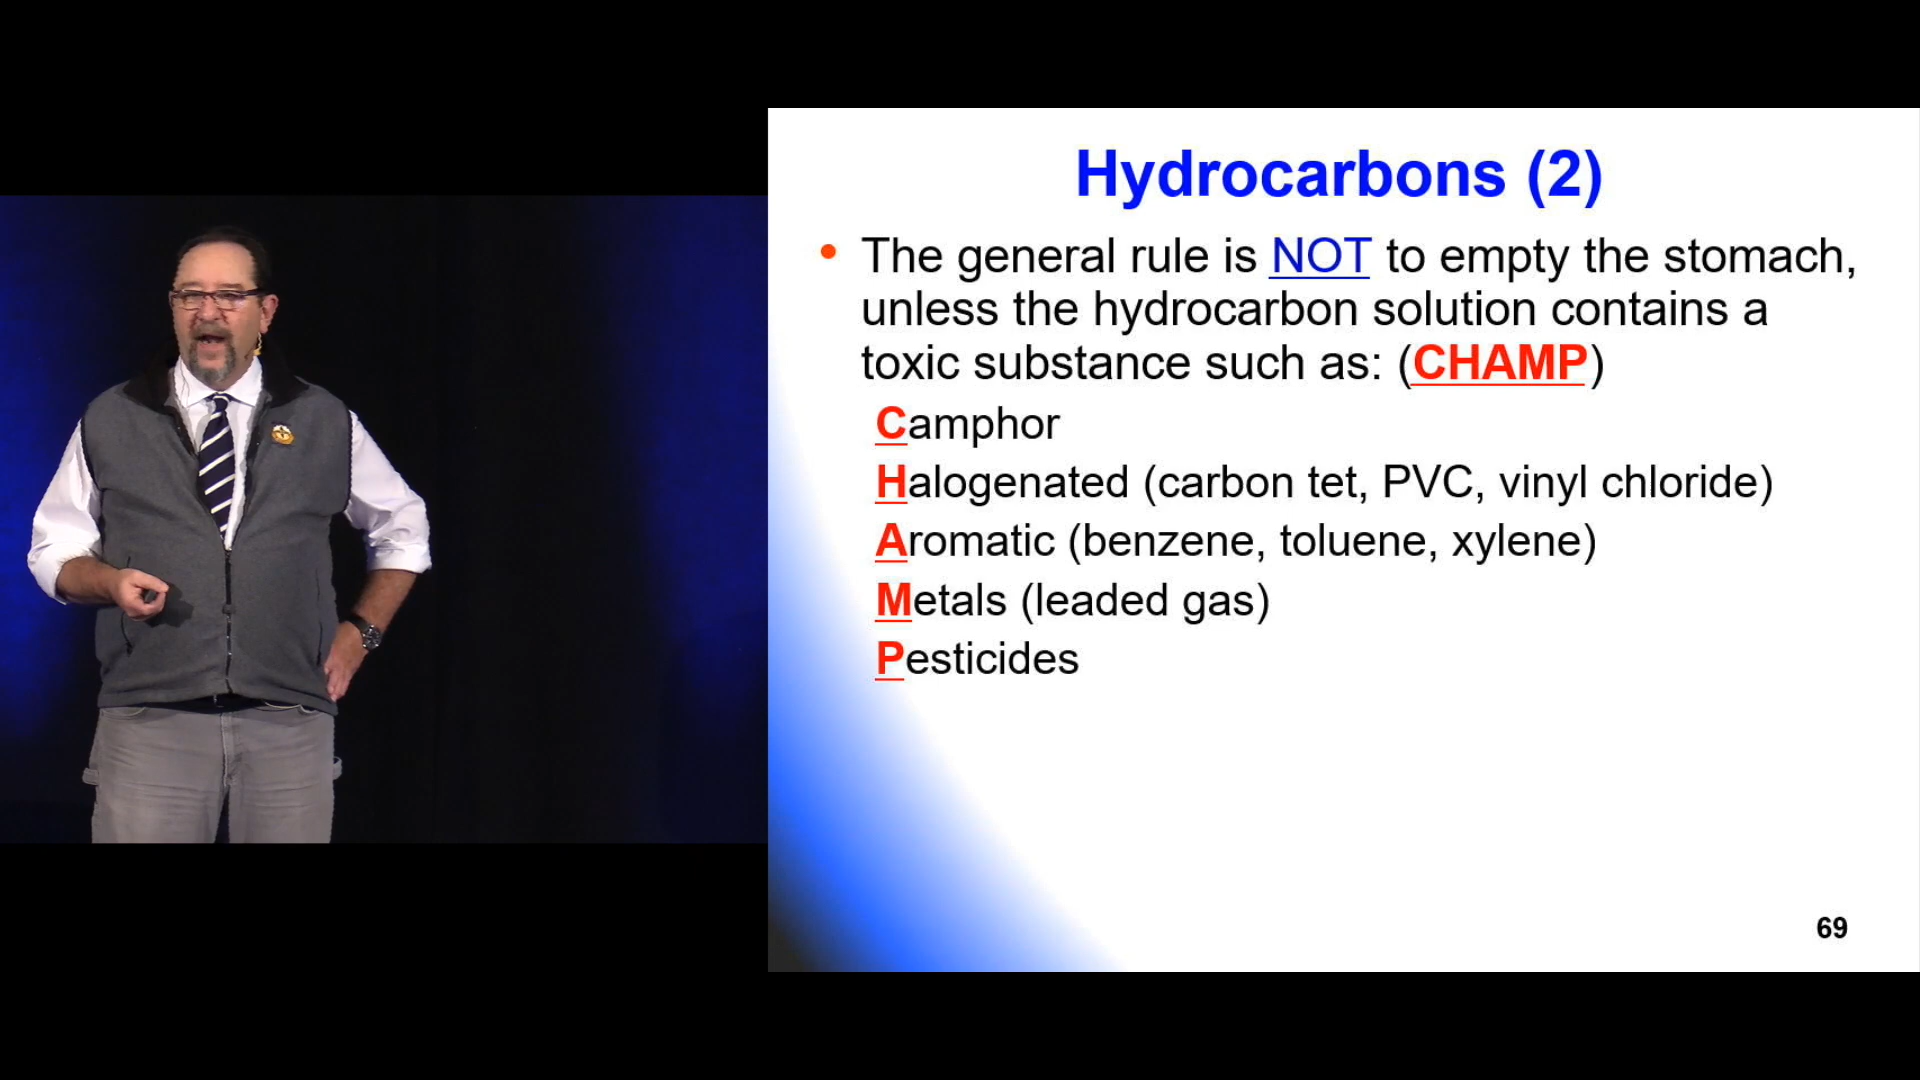 Hydrocarbons (2)
• The general rule is NOT to empty the stomach,
unless the hydrocarbon solution contains a
toxic substance such as: (CHAMP)
Camphor
Halogenated (carbon tet, PVC, vinyl chloride)
Aromatic (benzene, toluene, xylene)
Metals (leaded gas)
Pesticides
69